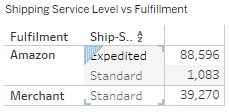 Shipping Service Level vs Fulfillment
Fulfilment Ship-S..
Amazon Expedited 88,596
Standard 1,083
Merchant Standard 39,270